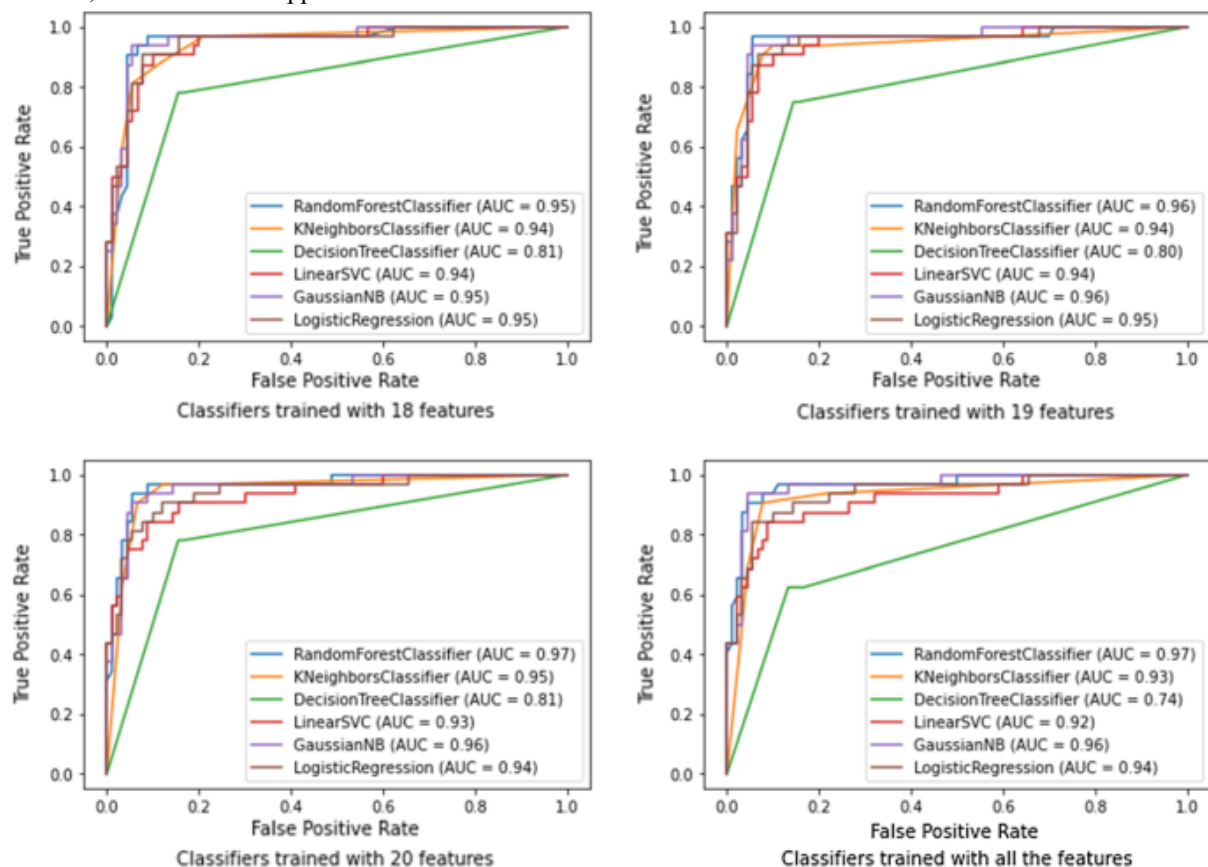 True Positive Rate
1.0
0.8
0.6
0.4
0.2
0.0
RandomForestClassifier (AUC = 0.95)
KNeighborsClassifier (AUC = 0.94)
DecisionTreeClassifier (AUC = 0.81)
LinearSVC (AUC = 0.94)
GaussianNB (AUC = 0.95)
LogisticRegression (AUC = 0.95)
0.0 0.2 0.4 0.6 0.8 1.0
False Positive Rate
Classifiers trained with 18 features
True Positive Rate
1.0
0.8
0.6
0.4
0.2
0.0
RandomForestClassifier (AUC = 0.96)
KNeighborsClassifier (AUC = 0.94)
DecisionTreeClassifier (AUC = 0.80)
LinearSVC (AUC = 0.94)
GaussianNB (AUC = 0.96)
LogisticRegression (AUC = 0.95)
0.0 0.2 0.4 0.6 0.8 1.0
False Positive Rate
Classifiers trained with 19 features
True Positive Rate
1.0
0.8
0.6
0.4
0.2
0.0
RandomForestClassifier (AUC = 0.97)
KNeighborsClassifier (AUC = 0.95)
DecisionTreeClassifier (AUC = 0.81)
LinearSVC (AUC = 0.93)
GaussianNB (AUC = 0.96)
LogisticRegression (AUC = 0.94)
0.0 0.2 0.4 0.6 0.8 1.0
False Positive Rate
Classifiers trained with 20 features
True Positive Rate
1.0
0.8
0.6
0.4
0.2
0.0
RandomForestClassifier (AUC = 0.97)
KNeighborsClassifier (AUC = 0.93)
DecisionTreeClassifier (AUC = 0.74)
LinearSVC (AUC = 0.92)
GaussianNB (AUC = 0.96)
LogisticRegression (AUC = 0.94)
0.0 0.2 0.4 0.6 0.8 1.0
False Positive Rate
Classifiers trained with all the features